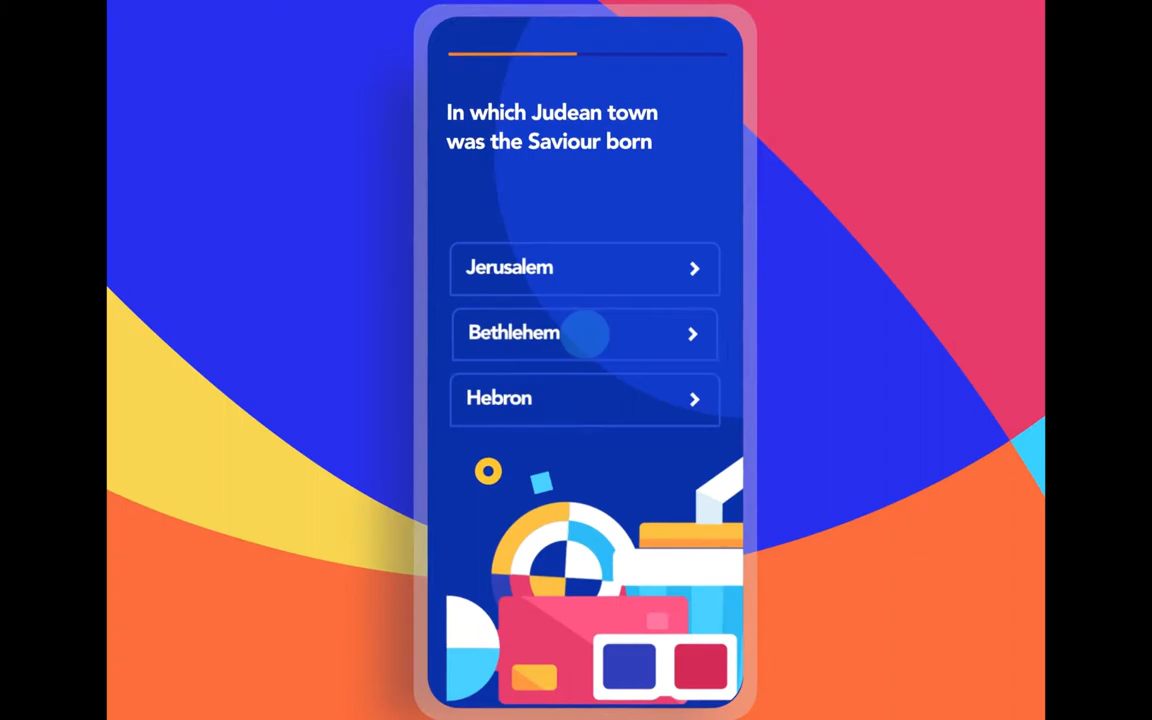 In which Judean town
was the Saviour born
Jerusalem
Bethlehem
Hebron